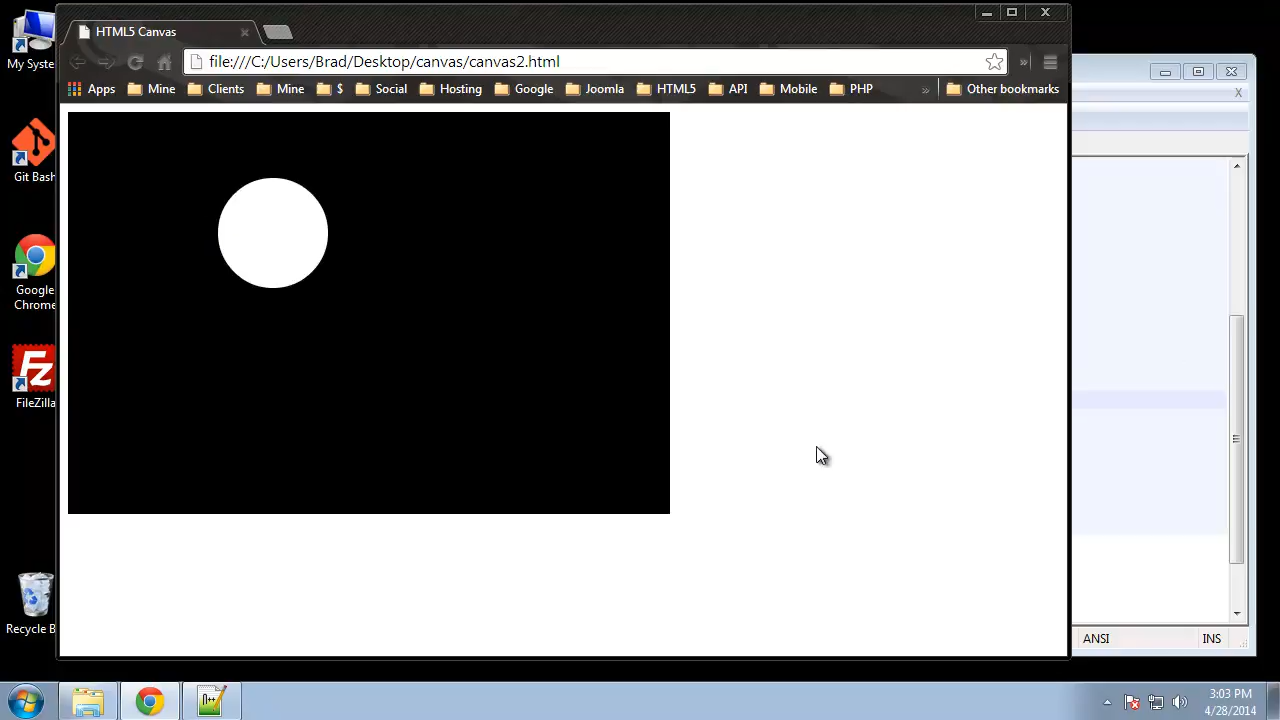 HTML5 Canvas
file:///C:/Users/Brad/Desktop/canvas/canvas2.html
Apps Mine Clients Mine $ Social Hosting Google Joomla HTML5 API Mobile PHP » Other bookmarks
My Syste
Git Bash
Google Chrome
FileZilla
Recycle B
ANSI INS
3:03 PM
4/28/2014